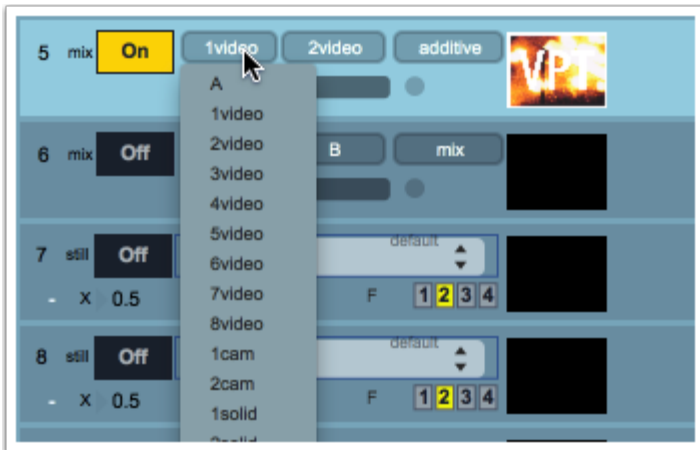 5 mix On 1video 2video additive VPT
A
1video
2video
6 mix Off B mix
3video
4video
5video
7 still Off default
6video
- X 0.5 F 1 2 3 4
7video
8video
8 still Off default
1cam
2cam
- X 0.5 F 1 2 3 4
1solid
2solid